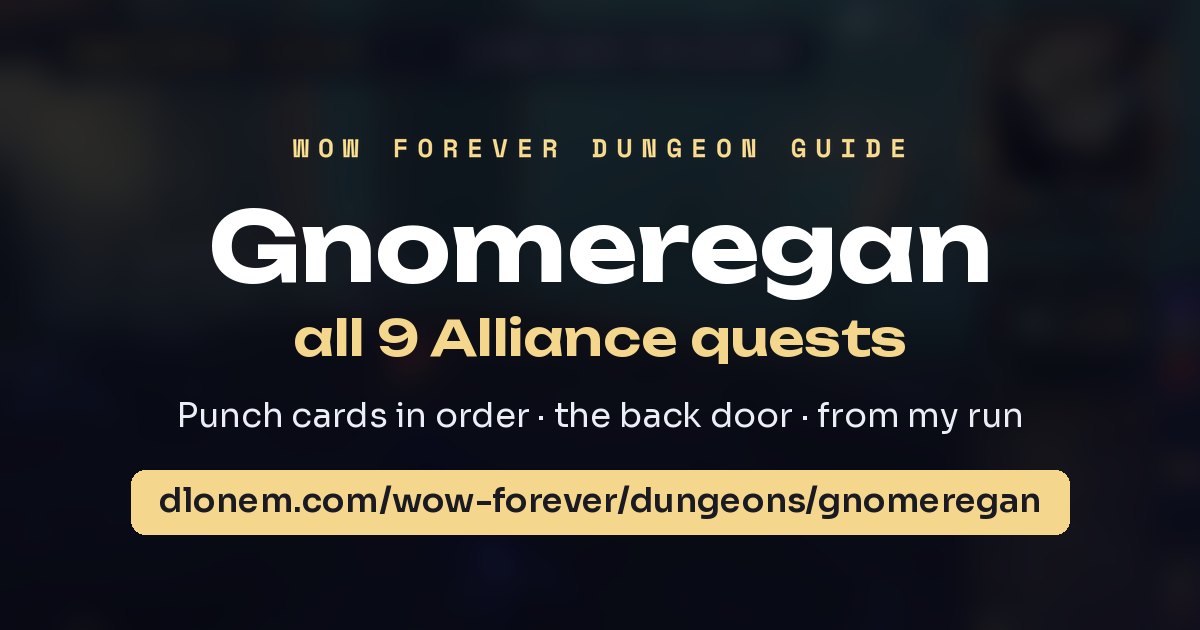 WOW FOREVER DUNGEON GUIDE
Gnomeregan
all 9 Alliance quests
Punch cards in order · the back door · from my run
dlonem.com/wow-forever/dungeons/gnomeregan